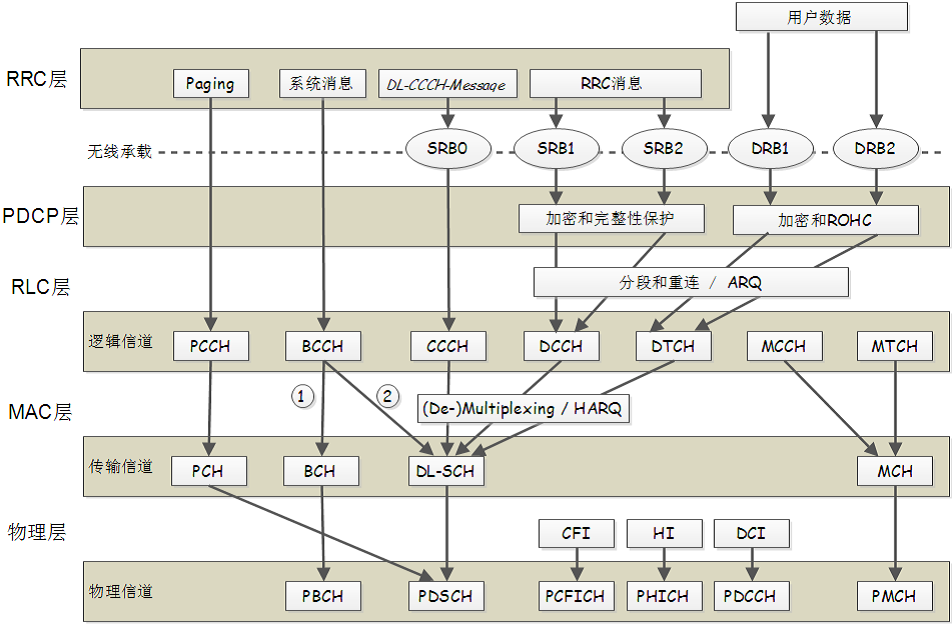 用户数据
RRC层
Paging
系统消息
DL-CCCH-Message
RRC消息
无线承载
SRB0
SRB1
SRB2
DRB1
DRB2
PDCP层
加密和完整性保护
加密和ROHC
RLC层
分段和重连 / ARQ
逻辑信道
PCCH
BCCH
CCCH
DCCH
DTCH
MCCH
MTCH
1
2
MAC层
(De-)Multiplexing / HARQ
传输信道
PCH
BCH
DL-SCH
MCH
物理层
CFI
HI
DCI
物理信道
PBCH
PDSCH
PCFICH
PHICH
PDCCH
PMCH